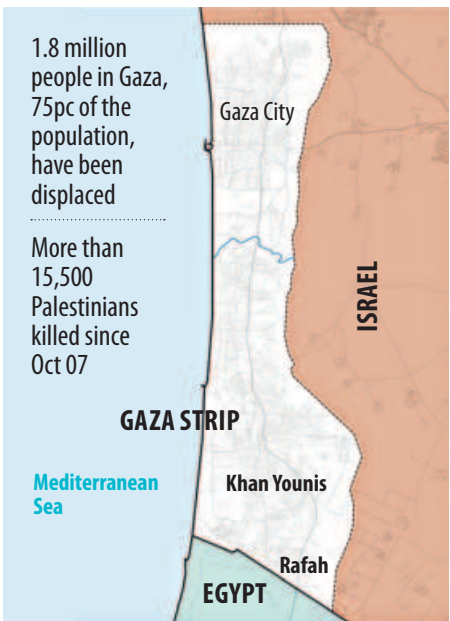 1.8 million
people in Gaza,
75pc of the
population,
have been
displaced
More than
15,500
Palestinians
killed since
Oct 07
Gaza City
ISRAEL
GAZA STRIP
Mediterranean
Sea
Khan Younis
Rafah
EGYPT